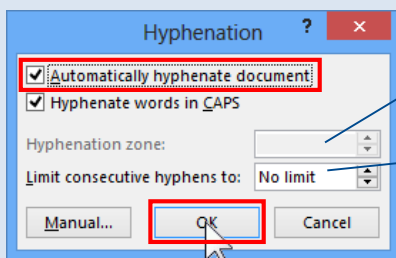 Hyphenation ? ×
Automatically hyphenate document
Hyphenate words in CAPS
Hyphenation zone:
Limit consecutive hyphens to: No limit
Manual... OK Cancel